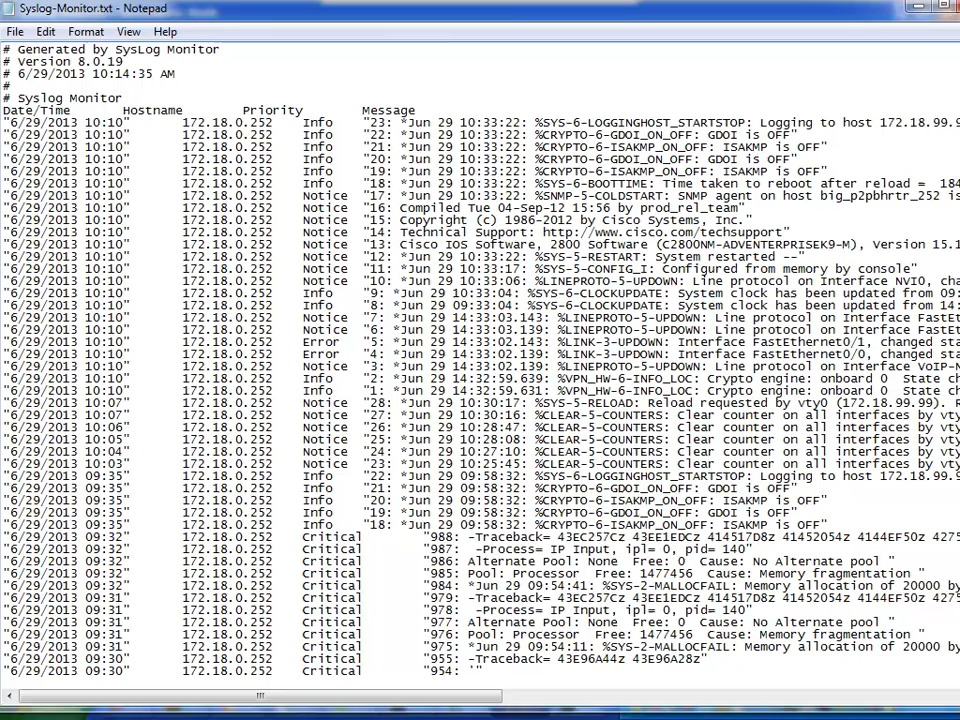 Syslog-Monitor.txt - Notepad
File Edit Format View Help
# Generated by SysLog Monitor
# Version 8.0.19
# 6/29/2013 10:14:35 AM
#
# Syslog Monitor
Date/Time Hostname Priority Message
"6/29/2013 10:10" 172.18.0.252 Info "23: *Jun 29 10:33:22: %SYS-6-LOGGINGHOST_STARTSTOP: Logging to host 172.18.99.9
"6/29/2013 10:10" 172.18.0.252 Info "22: *Jun 29 10:33:22: %CRYPTO-6-GDOI_ON_OFF: GDOI is OFF"
"6/29/2013 10:10" 172.18.0.252 Info "21: *Jun 29 10:33:22: %CRYPTO-6-ISAKMP_ON_OFF: ISAKMP is OFF"
"6/29/2013 10:10" 172.18.0.252 Info "20: *Jun 29 10:33:22: %CRYPTO-6-GDOI_ON_OFF: GDOI is OFF"
"6/29/2013 10:10" 172.18.0.252 Info "19: *Jun 29 10:33:22: %CRYPTO-6-ISAKMP_ON_OFF: ISAKMP is OFF"
"6/29/2013 10:10" 172.18.0.252 Info "18: *Jun 29 10:33:22: %SYS-6-BOOTTIME: Time taken to reboot after reload = 184
"6/29/2013 10:10" 172.18.0.252 Notice "17: *Jun 29 10:33:22: %SNMP-5-COLDSTART: SNMP agent on host big_p2pbhrtr_252 is
"6/29/2013 10:10" 172.18.0.252 Notice "16: Compiled Tue 04-Sep-12 15:56 by prod_rel_team"
"6/29/2013 10:10" 172.18.0.252 Notice "15: Copyright (c) 1986-2012 by Cisco Systems, Inc."
"6/29/2013 10:10" 172.18.0.252 Notice "14: Technical Support: http://www.cisco.com/techsupport"
"6/29/2013 10:10" 172.18.0.252 Notice "13: Cisco IOS Software, 2800 Software (C2800NM-ADVENTERPRISEK9-M), Version 15.1
"6/29/2013 10:10" 172.18.0.252 Notice "12: *Jun 29 10:33:22: %SYS-5-RESTART: System restarted --"
"6/29/2013 10:10" 172.18.0.252 Notice "11: *Jun 29 10:33:17: %SYS-5-CONFIG_I: Configured from memory by console"
"6/29/2013 10:10" 172.18.0.252 Notice "10: *Jun 29 10:33:06: %LINEPROTO-5-UPDOWN: Line protocol on Interface NVI0, cha
"6/29/2013 10:10" 172.18.0.252 Info "9: *Jun 29 10:33:04: %SYS-6-CLOCKUPDATE: System clock has been updated from 09:
"6/29/2013 10:10" 172.18.0.252 Info "8: *Jun 29 09:33:04: %SYS-6-CLOCKUPDATE: System clock has been updated from 14:
"6/29/2013 10:10" 172.18.0.252 Notice "7: *Jun 29 14:33:03.143: %LINEPROTO-5-UPDOWN: Line protocol on Interface FastEt
"6/29/2013 10:10" 172.18.0.252 Notice "6: *Jun 29 14:33:03.139: %LINEPROTO-5-UPDOWN: Line protocol on Interface FastEt
"6/29/2013 10:10" 172.18.0.252 Error "5: *Jun 29 14:33:02.143: %LINK-3-UPDOWN: Interface FastEthernet0/1, changed sta
"6/29/2013 10:10" 172.18.0.252 Error "4: *Jun 29 14:33:02.139: %LINK-3-UPDOWN: Interface FastEthernet0/0, changed sta
"6/29/2013 10:10" 172.18.0.252 Notice "3: *Jun 29 14:33:02.139: %LINEPROTO-5-UPDOWN: Line protocol on Interface VoIP-N
"6/29/2013 10:10" 172.18.0.252 Info "2: *Jun 29 14:32:59.639: %VPN_HW-6-INFO_LOC: Crypto engine: onboard 0 State ch
"6/29/2013 10:10" 172.18.0.252 Info "1: *Jun 29 14:32:59.631: %VPN_HW-6-INFO_LOC: Crypto engine: onboard 0 State ch
"6/29/2013 10:07" 172.18.0.252 Notice "28: *Jun 29 10:30:17: %SYS-5-RELOAD: Reload requested by vty0 (172.18.99.99). R
"6/29/2013 10:07" 172.18.0.252 Notice "27: *Jun 29 10:30:16: %CLEAR-5-COUNTERS: Clear counter on all interfaces by vty
"6/29/2013 10:06" 172.18.0.252 Notice "26: *Jun 29 10:28:47: %CLEAR-5-COUNTERS: Clear counter on all interfaces by vty
"6/29/2013 10:05" 172.18.0.252 Notice "25: *Jun 29 10:28:08: %CLEAR-5-COUNTERS: Clear counter on all interfaces by vty
"6/29/2013 10:04" 172.18.0.252 Notice "24: *Jun 29 10:27:10: %CLEAR-5-COUNTERS: Clear counter on all interfaces by vty
"6/29/2013 10:03" 172.18.0.252 Notice "23: *Jun 29 10:25:45: %CLEAR-5-COUNTERS: Clear counter on all interfaces by vty
"6/29/2013 09:35" 172.18.0.252 Info "22: *Jun 29 09:58:32: %SYS-6-LOGGINGHOST_STARTSTOP: Logging to host 172.18.99.9
"6/29/2013 09:35" 172.18.0.252 Info "21: *Jun 29 09:58:32: %CRYPTO-6-GDOI_ON_OFF: GDOI is OFF"
"6/29/2013 09:35" 172.18.0.252 Info "20: *Jun 29 09:58:32: %CRYPTO-6-ISAKMP_ON_OFF: ISAKMP is OFF"
"6/29/2013 09:35" 172.18.0.252 Info "19: *Jun 29 09:58:32: %CRYPTO-6-GDOI_ON_OFF: GDOI is OFF"
"6/29/2013 09:35" 172.18.0.252 Info "18: *Jun 29 09:58:32: %CRYPTO-6-ISAKMP_ON_OFF: ISAKMP is OFF"
"6/29/2013 09:32" 172.18.0.252 Critical "988: -Traceback= 43EC257Cz 43EE1EDCz 414517D8z 41452054z 4144EF50z 4275
"6/29/2013 09:32" 172.18.0.252 Critical "987: -Process= IP Input, ipl= 0, pid= 140"
"6/29/2013 09:32" 172.18.0.252 Critical "986: Alternate Pool: None Free: 0 Cause: No Alternate pool "
"6/29/2013 09:32" 172.18.0.252 Critical "985: Pool: Processor Free: 1477456 Cause: Memory fragmentation "
"6/29/2013 09:32" 172.18.0.252 Critical "984: *Jun 29 09:54:41: %SYS-2-MALLOCFAIL: Memory allocation of 20000 by
"6/29/2013 09:31" 172.18.0.252 Critical "979: -Traceback= 43EC257Cz 43EE1EDCz 414517D8z 41452054z 4144EF50z 4275
"6/29/2013 09:31" 172.18.0.252 Critical "978: -Process= IP Input, ipl= 0, pid= 140"
"6/29/2013 09:31" 172.18.0.252 Critical "977: Alternate Pool: None Free: 0 Cause: No Alternate pool "
"6/29/2013 09:31" 172.18.0.252 Critical "976: Pool: Processor Free: 1477456 Cause: Memory fragmentation "
"6/29/2013 09:31" 172.18.0.252 Critical "975: *Jun 29 09:54:11: %SYS-2-MALLOCFAIL: Memory allocation of 20000 by
"6/29/2013 09:30" 172.18.0.252 Critical "955: -Traceback= 43E96A44z 43E96A28z"
"6/29/2013 09:30" 172.18.0.252 Critical "954: '"